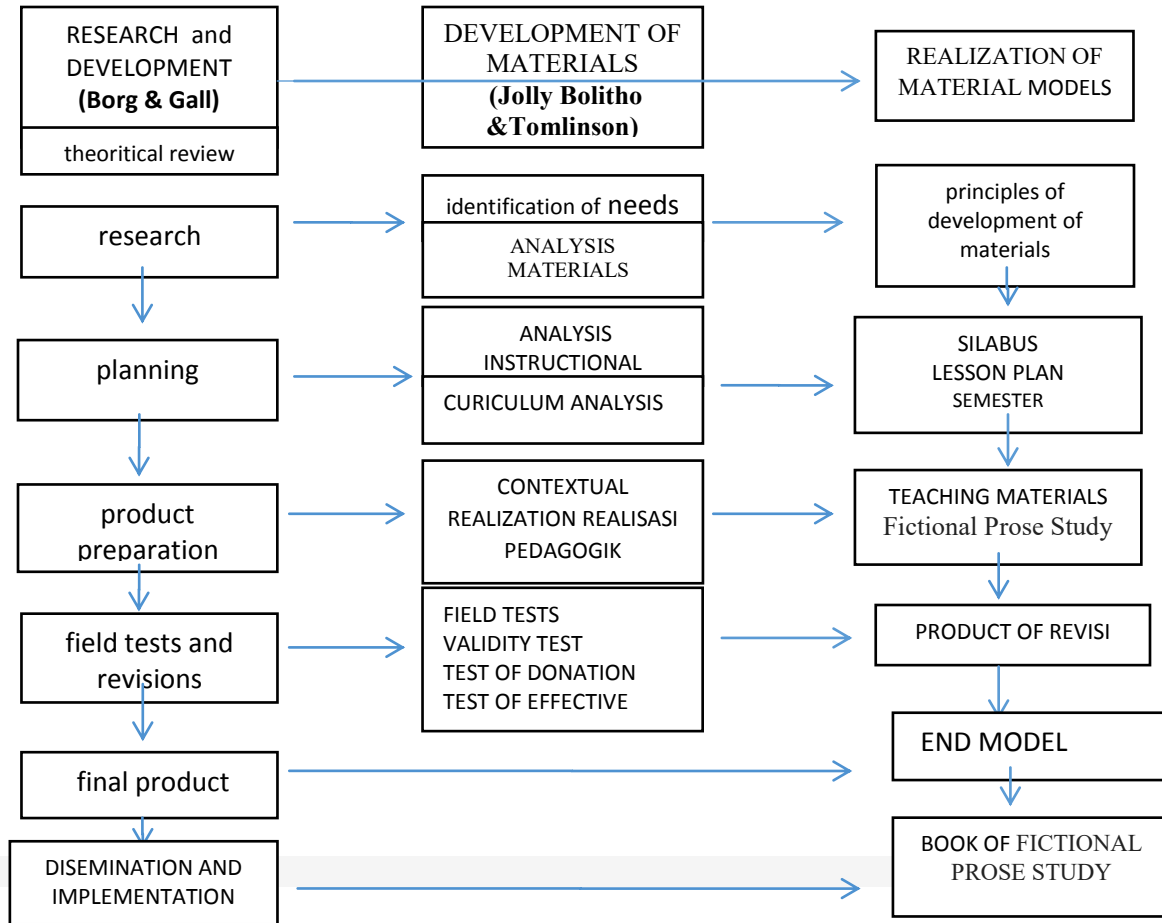 RESEARCH and
DEVELOPMENT
(Borg & Gall)
theoritical review
DEVELOPMENT OF
MATERIALS
(Jolly Bolitho
&Tomlinson)
REALIZATION OF
MATERIAL MODELS
research
identification of needs
ANALYSIS
MATERIALS
principles of
development of
materials
planning
ANALYSIS
INSTRUCTIONAL
CURICULUM ANALYSIS
SILABUS
LESSON PLAN
SEMESTER
product
preparation
CONTEXTUAL
REALIZATION REALISASI
PEDAGOGIK
TEACHING MATERIALS
Fictional Prose Study
field tests and
revisions
FIELD TESTS
VALIDITY TEST
TEST OF DONATION
TEST OF EFFECTIVE
PRODUCT OF REVISI
final product
END MODEL
DISEMINATION AND
IMPLEMENTATION
BOOK OF FICTIONAL
PROSE STUDY